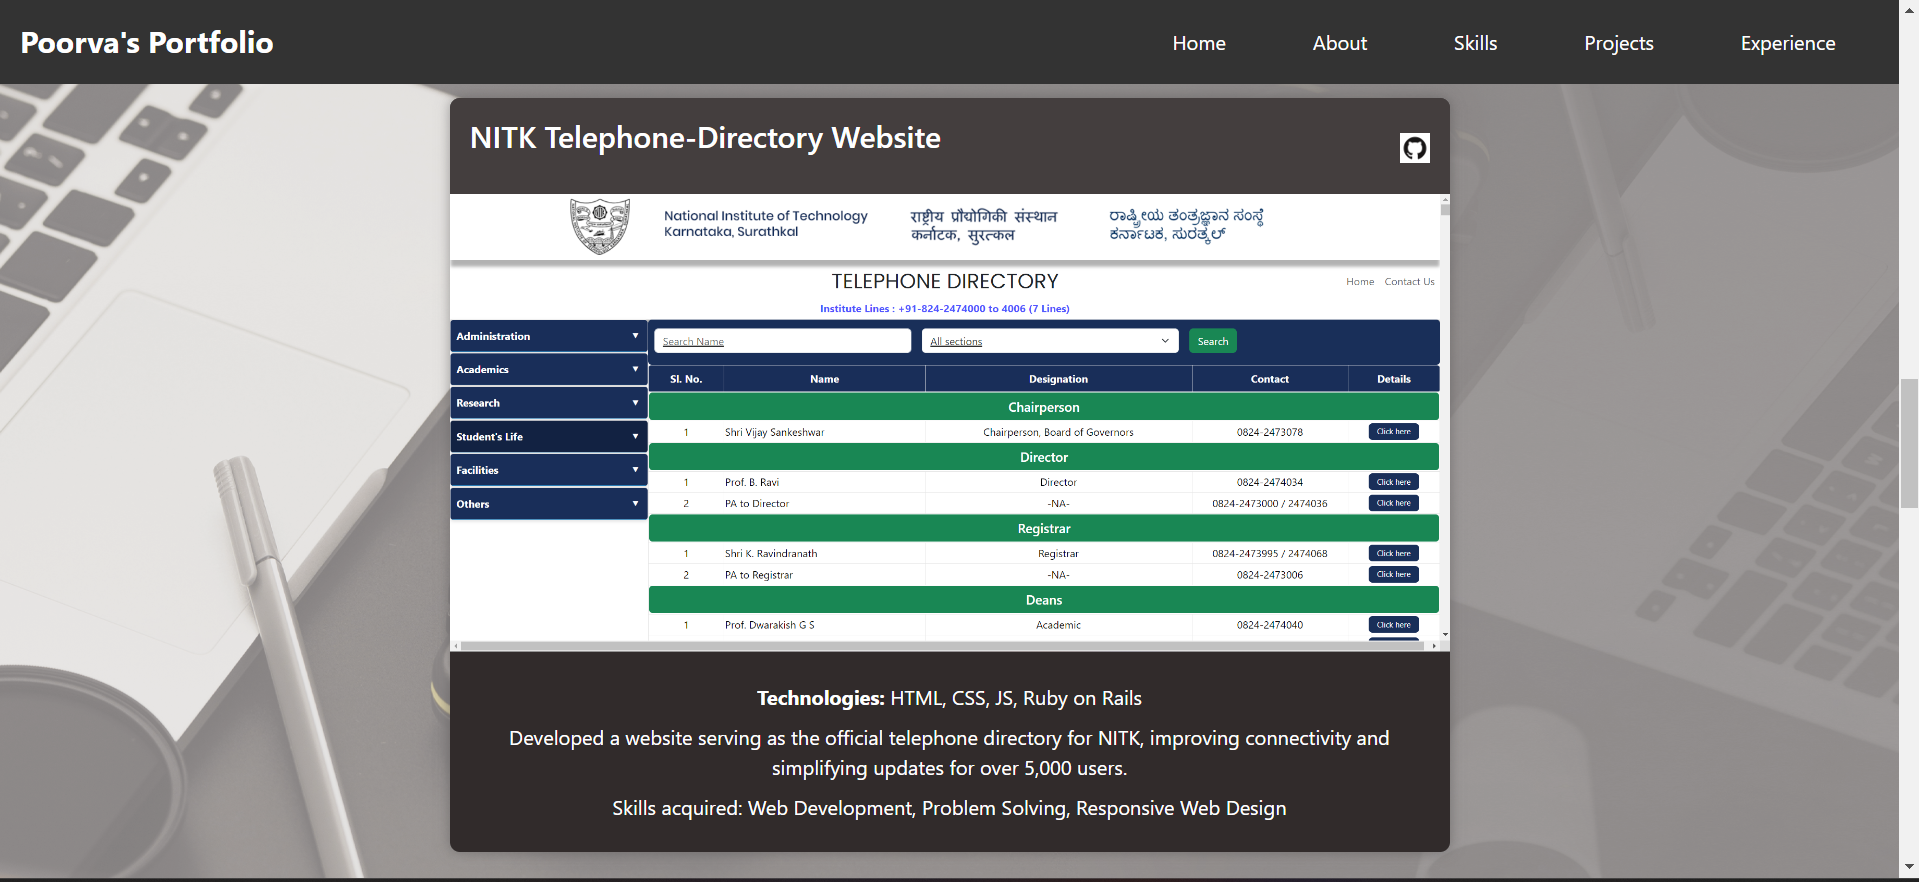 Poorva's Portfolio
Home
About
Skills
Projects
Experience
NITK Telephone-Directory Website
National Institute of Technology
Karnataka, Surathkal
राष्ट्रीय प्रौद्योगिकी संस्थान
कर्नाटक, सुरत्कल
ರಾಷ್ಟ್ರೀಯ ತಂತ್ರಜ್ಞಾನ ಸಂಸ್ಥೆ
ಕರ್ನಾಟಕ, ಸುರತ್ಕಲ್
TELEPHONE DIRECTORY
Home Contact Us
Institute Lines : +91-824-2474000 to 4006 (7 Lines)
Administration
Academics
Research
Student's Life
Facilities
Others
Search Name
All sections
Search
Sl. No. Name Designation Contact Details
Chairperson
1 Shri Vijay Sankeshwar Chairperson, Board of Governors 0824-2473078 Click here
Director
1 Prof. B. Ravi Director 0824-2474034 Click here
2 PA to Director -NA- 0824-2473000 / 2474036 Click here
Registrar
1 Shri K. Ravindranath Registrar 0824-2473995 / 2474068 Click here
2 PA to Registrar -NA- 0824-2473006 Click here
Deans
1 Prof. Dwarakish G S Academic 0824-2474040 Click here
Technologies: HTML, CSS, JS, Ruby on Rails
Developed a website serving as the official telephone directory for NITK, improving connectivity and
simplifying updates for over 5,000 users.
Skills acquired: Web Development, Problem Solving, Responsive Web Design